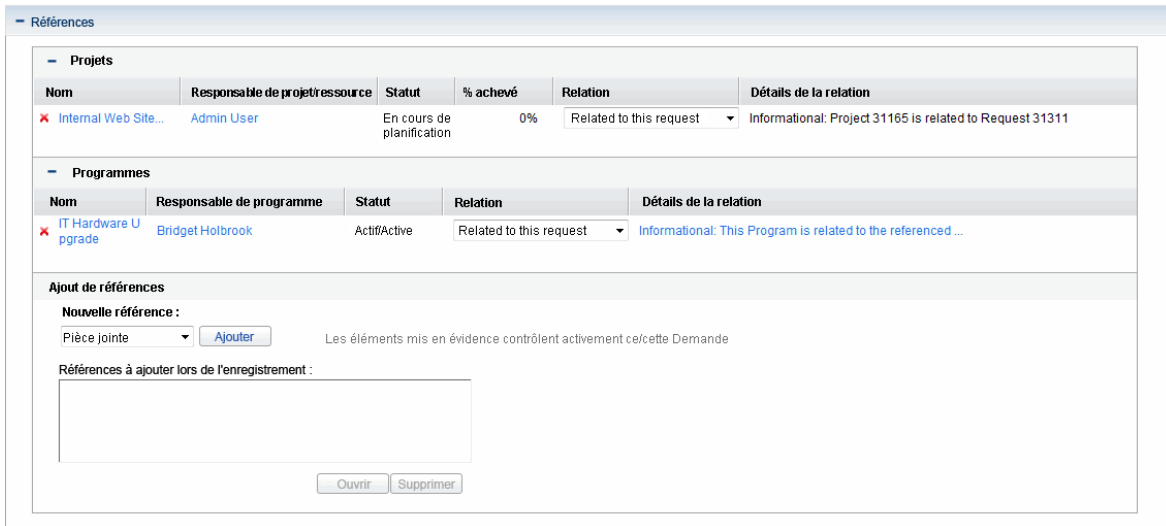 Références
Projets
Nom Responsable de projet/ressource Statut % achevé Relation Détails de la relation
Internal Web Site... Admin User En cours de planification 0% Related to this request Informational: Project 31165 is related to Request 31311
Programmes
Nom Responsable de programme Statut Relation Détails de la relation
IT Hardware U
pgrade Bridget Holbrook Actif/Active Related to this request Informational: This Program is related to the referenced ...
Ajout de références
Nouvelle référence :
Pièce jointe Ajouter Les éléments mis en évidence contrôlent activement ce/cette Demande
Références à ajouter lors de l'enregistrement :
Ouvrir Supprimer